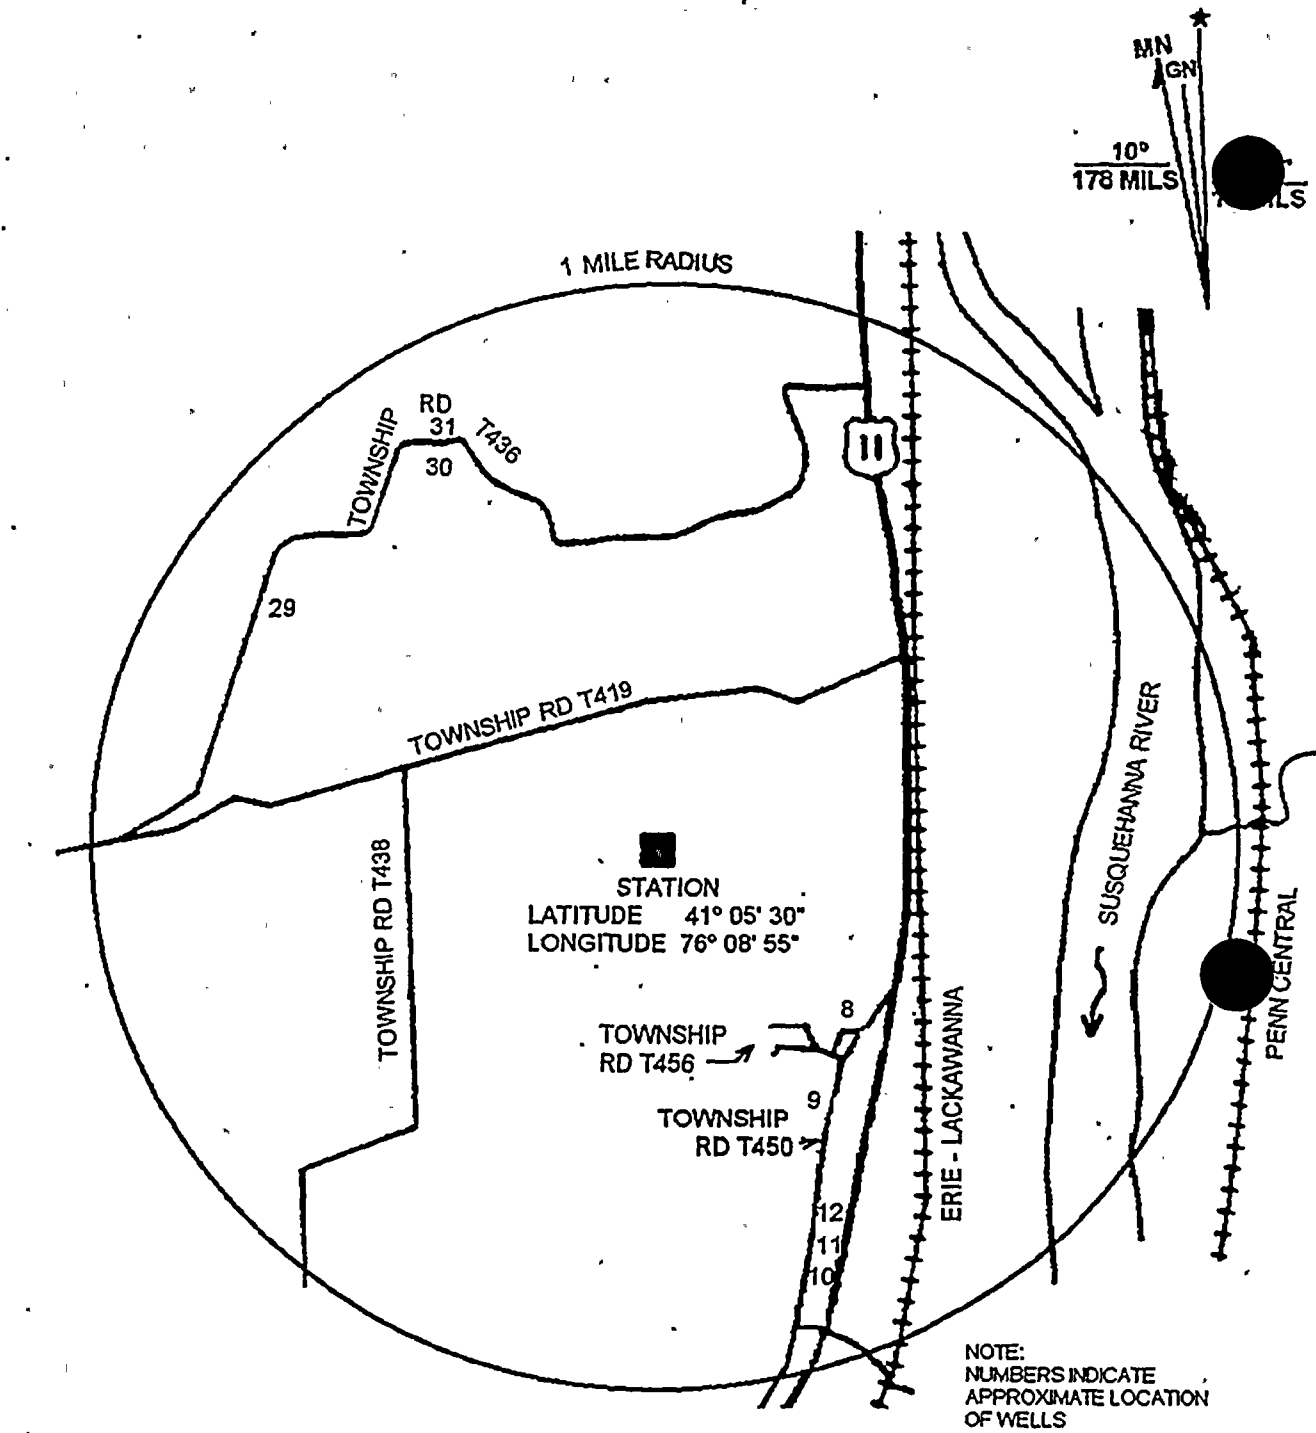 MN
GN
10°
178 MILS
1 MILE RADIUS
TOWNSHIP
RD
31
T436
30
11
29
TOWNSHIP RD T419
SUSQUEHANNA RIVER
TOWNSHIP RD T438
STATION
LATITUDE 41° 05' 30"
LONGITUDE 76° 08' 55"
PENN CENTRAL
8
TOWNSHIP
RD T456
ERIE - LACKAWANNA
9
TOWNSHIP
RD T450
12
11
10
NOTE:
NUMBERS INDICATE
APPROXIMATE LOCATION
OF WELLS